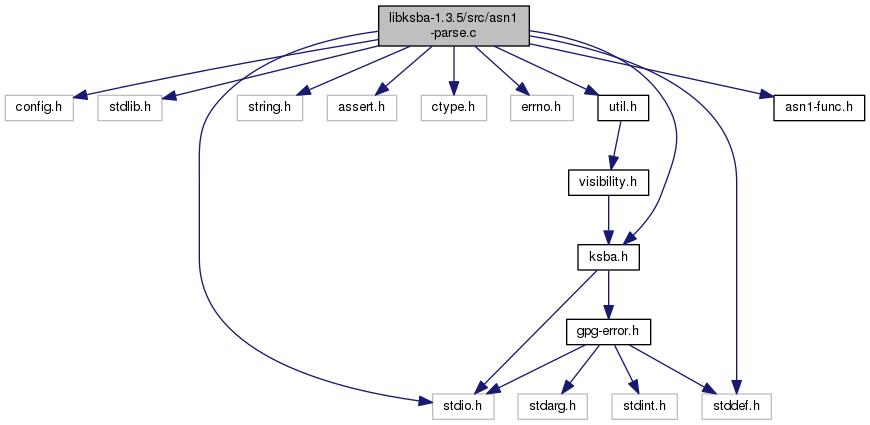 libksba-1.3.5/src/asn1
-parse.c
config.h
stdlib.h
string.h
assert.h
ctype.h
errno.h
util.h
asn1-func.h
visibility.h
ksba.h
gpg-error.h
stdio.h
stdarg.h
stdint.h
stddef.h